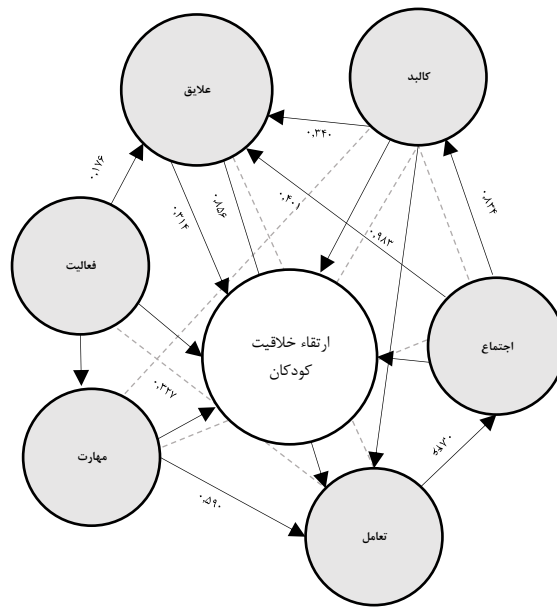 علایق
کالبد
۰.۳۴۰
۰.۱۷۶
۰.۳۱۴
۰.۸۵۶
۰.۴۰۱
۰.۹۸۳
۰.۸۳۴
فعالیت
ارتقاء خلاقیت
کودکان
اجتماع
۰.۳۲۷
مهارت
۰.۵۹۰
تعامل